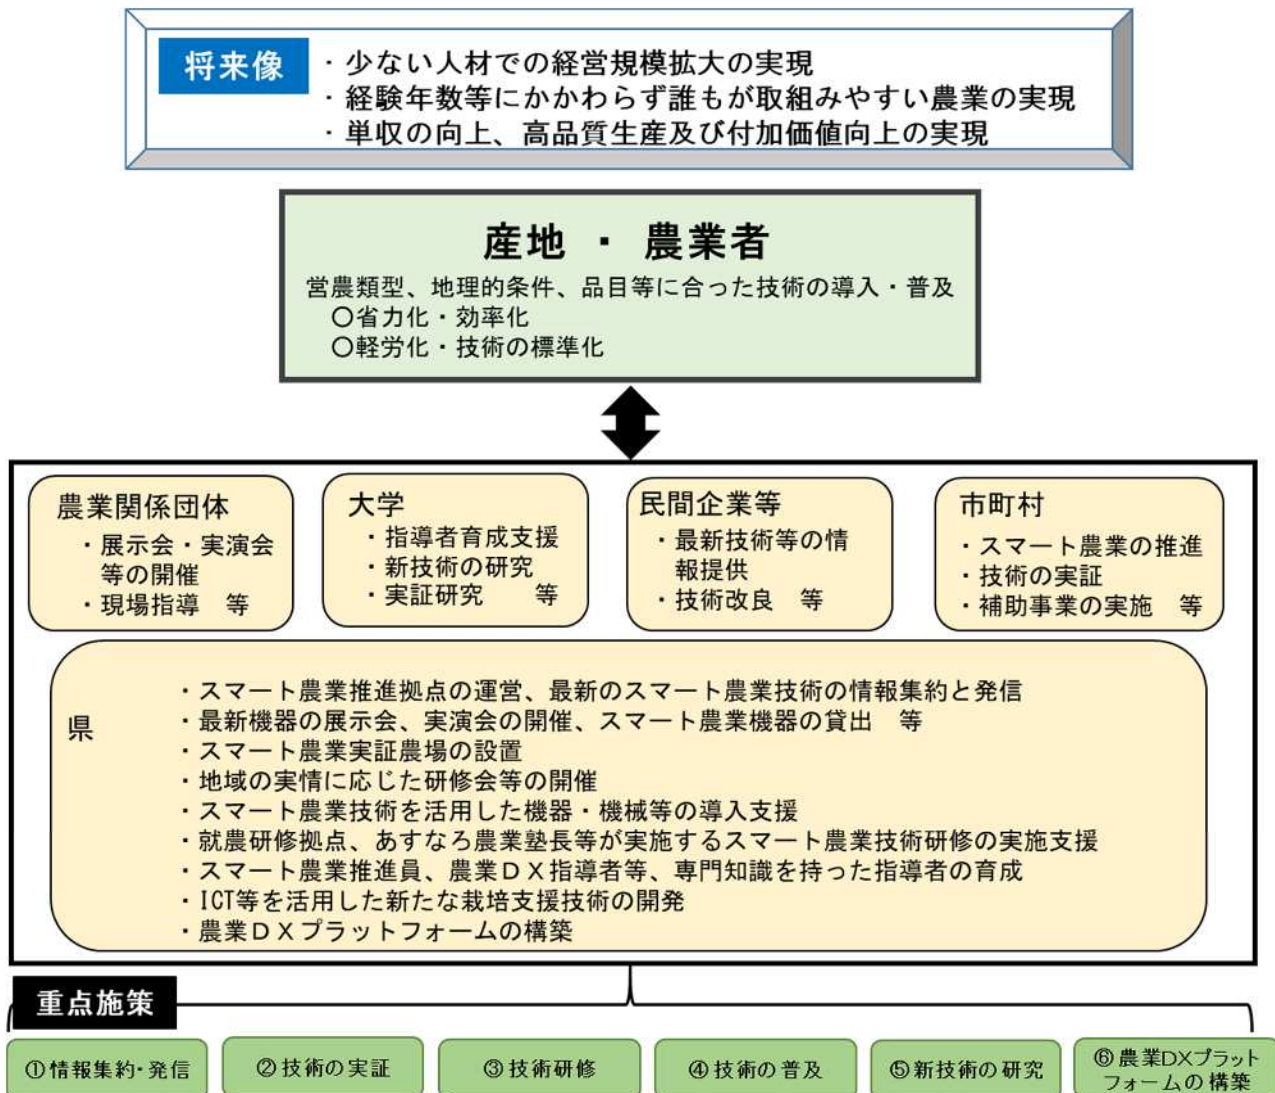 将来像
・少ない人材での経営規模拡大の実現
・経験年数等にかかわらず誰もが取組みやすい農業の実現
・単収の向上、高品質生産及び付加価値向上の実現
産地 ・ 農業者
営農類型、地理的条件、品目等に合った技術の導入・普及
〇省力化・効率化
〇軽労化・技術の標準化
農業関係団体
・展示会・実演会
等の開催
・現場指導　等
大学
・指導者育成支援
・新技術の研究
・実証研究　　等
民間企業等
・最新技術等の情
報提供
・技術改良　等
市町村
・スマート農業の推進
・技術の実証
・補助事業の実施　等
県
・スマート農業推進拠点の運営、最新のスマート農業技術の情報集約と発信
・最新機器の展示会、実演会の開催、スマート農業機器の貸出　等
・スマート農業実証農場の設置
・地域の実情に応じた研修会等の開催
・スマート農業技術を活用した機器・機械等の導入支援
・就農研修拠点、あすなろ農業塾長等が実施するスマート農業技術研修の実施支援
・スマート農業推進員、農業ＤＸ指導者等、専門知識を持った指導者の育成
・ICT等を活用した新たな栽培支援技術の開発
・農業ＤＸプラットフォームの構築
重点施策
①情報集約・発信
②技術の実証
③技術研修
④技術の普及
⑤新技術の研究
⑥農業DXプラット
フォームの構築